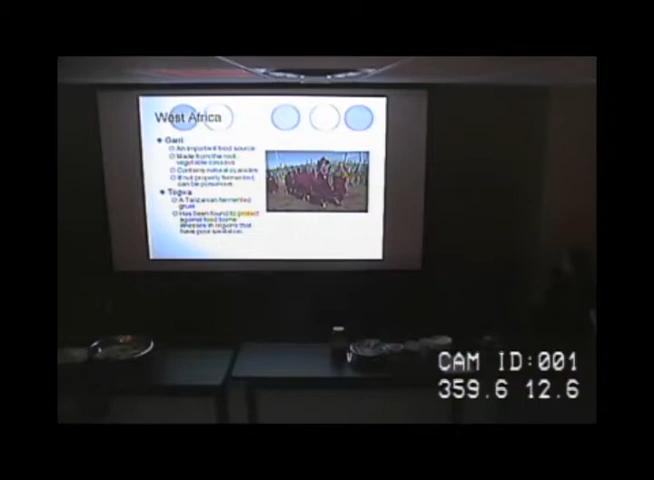 West Africa
Garri
An important food source
Made from the root
vegetable cassava
Contains natural cyanides
If not properly fermented,
can be poisonous
Togwa
A Tanzanian fermented
gruel
Has been found to protect
against food borne
illnesses in regions that
have poor sanitation.
CAM ID:001
359.6 12.6